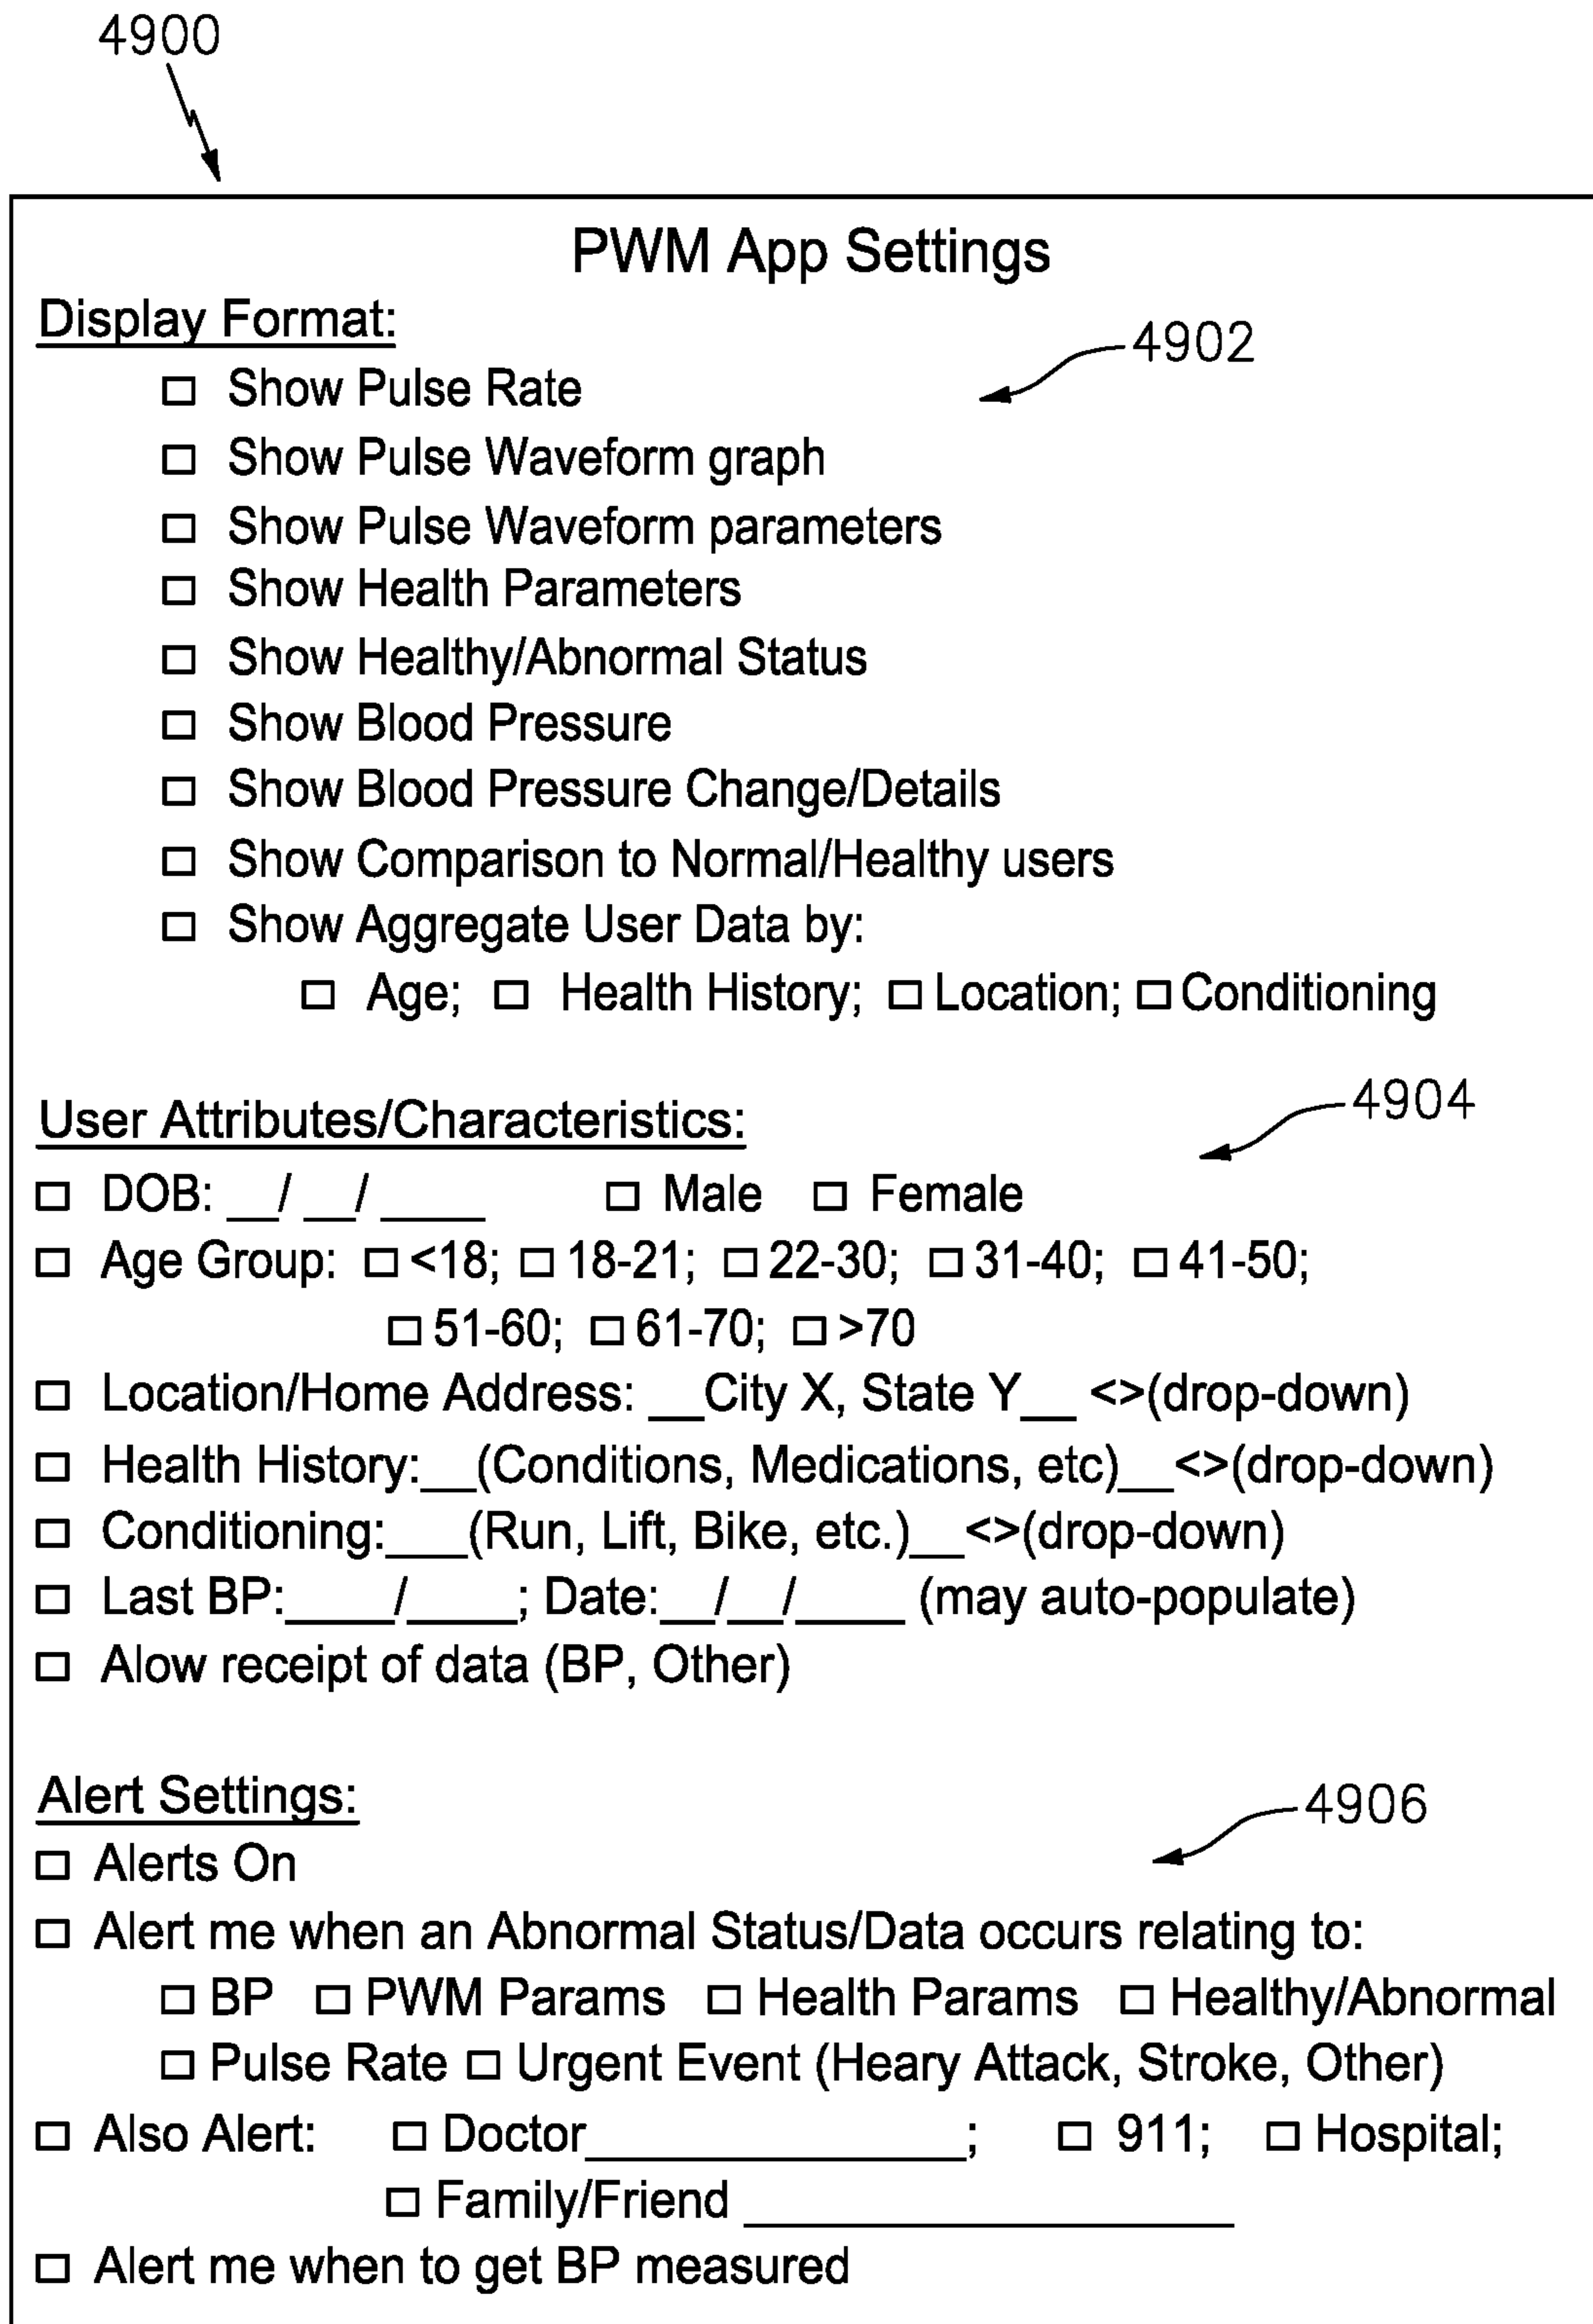 4900
PWM App Settings
Display Format:
4902
☐ Show Pulse Rate
☐ Show Pulse Waveform graph
☐ Show Pulse Waveform parameters
☐ Show Health Parameters
☐ Show Healthy/Abnormal Status
☐ Show Blood Pressure
☐ Show Blood Pressure Change/Details
☐ Show Comparison to Normal/Healthy users
☐ Show Aggregate User Data by:
☐ Age; ☐ Health History; ☐ Location; ☐ Conditioning
4904
User Attributes/Characteristics:
☐ DOB: __/ __/ ____ ☐ Male ☐ Female
☐ Age Group: ☐ <18; ☐ 18-21; ☐ 22-30; ☐ 31-40; ☐ 41-50;
☐ 51-60; ☐ 61-70; ☐ >70
☐ Location/Home Address: __City X, State Y__ <>(drop-down)
☐ Health History:__(Conditions, Medications, etc)__<>(drop-down)
☐ Conditioning:___(Run, Lift, Bike, etc.)__<>(drop-down)
☐ Last BP:____/____; Date:__/__/____ (may auto-populate)
☐ Alow receipt of data (BP, Other)
Alert Settings:
4906
☐ Alerts On
☐ Alert me when an Abnormal Status/Data occurs relating to:
☐ BP ☐ PWM Params ☐ Health Params ☐ Healthy/Abnormal
☐ Pulse Rate ☐ Urgent Event (Heary Attack, Stroke, Other)
☐ Also Alert: ☐ Doctor______________; ☐ 911; ☐ Hospital;
☐ Family/Friend __________________
☐ Alert me when to get BP measured